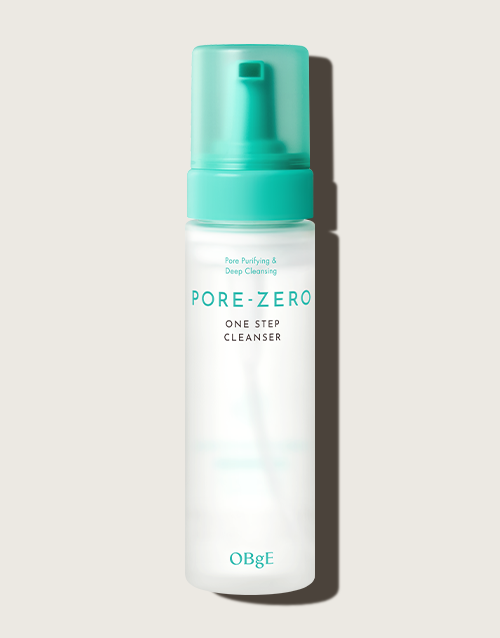 Pore Purifying &
Deep Cleansing
PORE-ZERO
ONE STEP
CLEANSER
OBgE